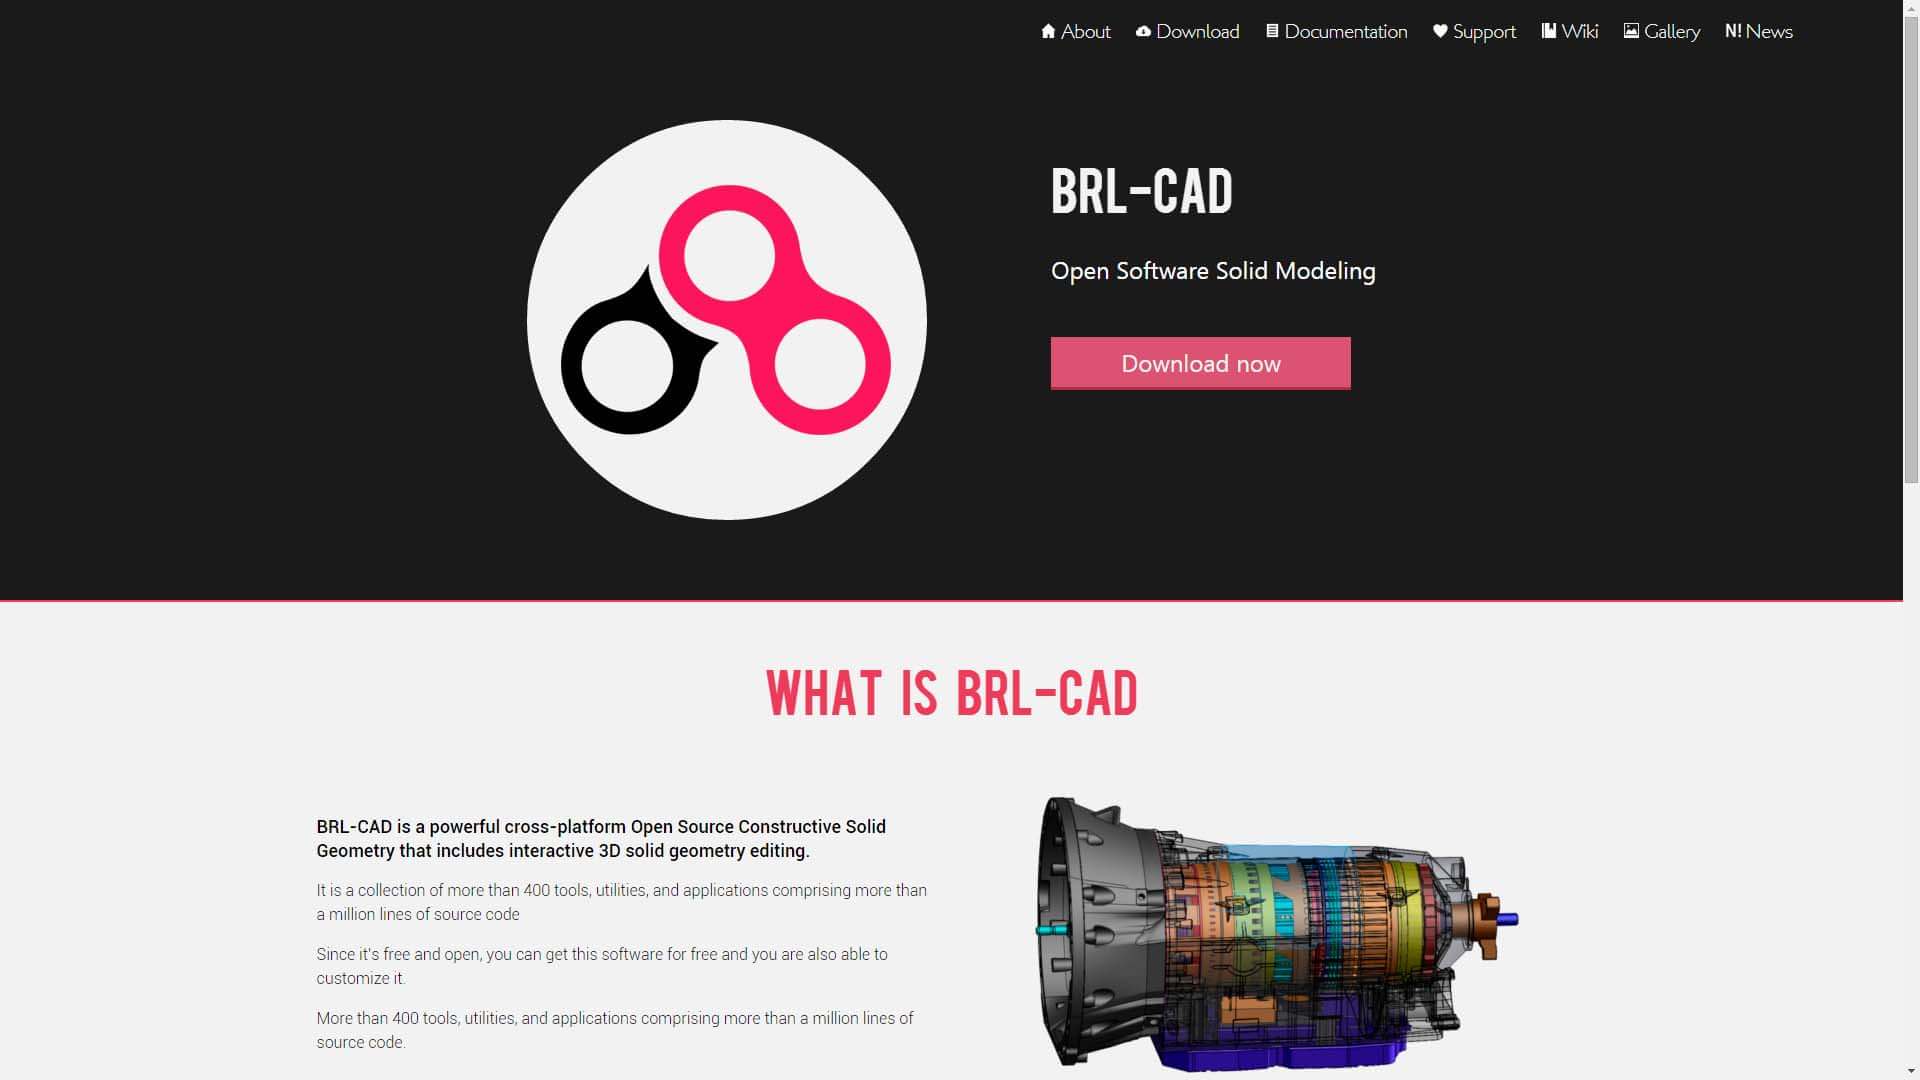 About Download Documentation Support Wiki Gallery N! News
BRL-CAD
Open Software Solid Modeling
Download now
WHAT IS BRL-CAD
BRL-CAD is a powerful cross-platform Open Source Constructive Solid
Geometry that includes interactive 3D solid geometry editing.
It is a collection of more than 400 tools, utilities, and applications comprising more than
a million lines of source code
Since it's free and open, you can get this software for free and you are also able to
customize it.
More than 400 tools, utilities, and applications comprising more than a million lines of
source code.